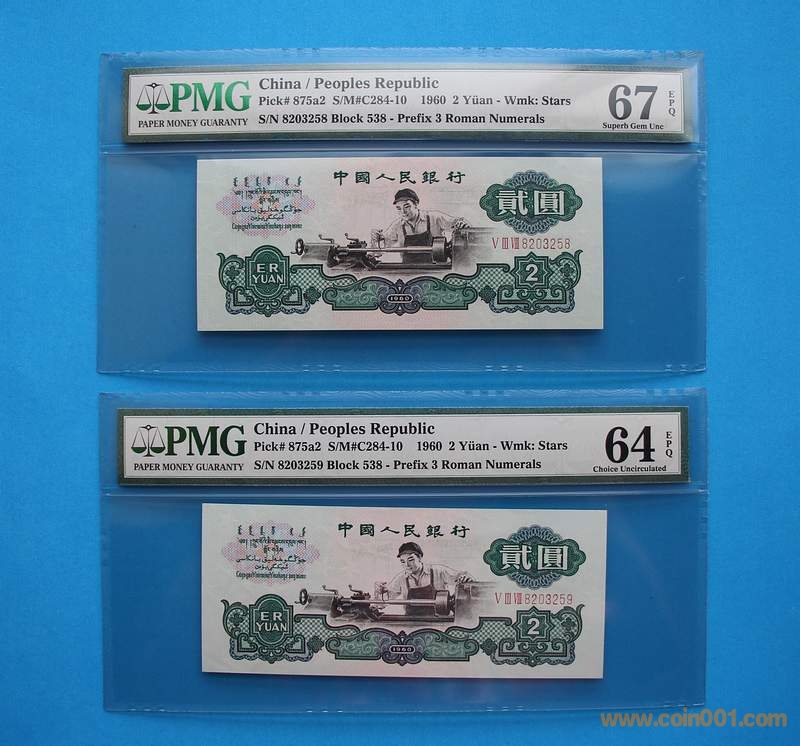 PMG
PAPER MONEY GUARANTY
China / Peoples Republic
Pick# 875a2 S/M#C284-10 1960 2 Yüan - Wmk: Stars
S/N 8203258 Block 538 - Prefix 3 Roman Numerals
67 EPQ
Superb Gem Unc
中國人民銀行
貳圓
V III VIII 8203258
ER
YUAN
1960
2
PMG
PAPER MONEY GUARANTY
China / Peoples Republic
Pick# 875a2 S/M#C284-10 1960 2 Yüan - Wmk: Stars
S/N 8203259 Block 538 - Prefix 3 Roman Numerals
64 EPQ
Choice Uncirculated
中國人民銀行
貳圓
V III VIII 8203259
ER
YUAN
1960
2
www.coin001.com